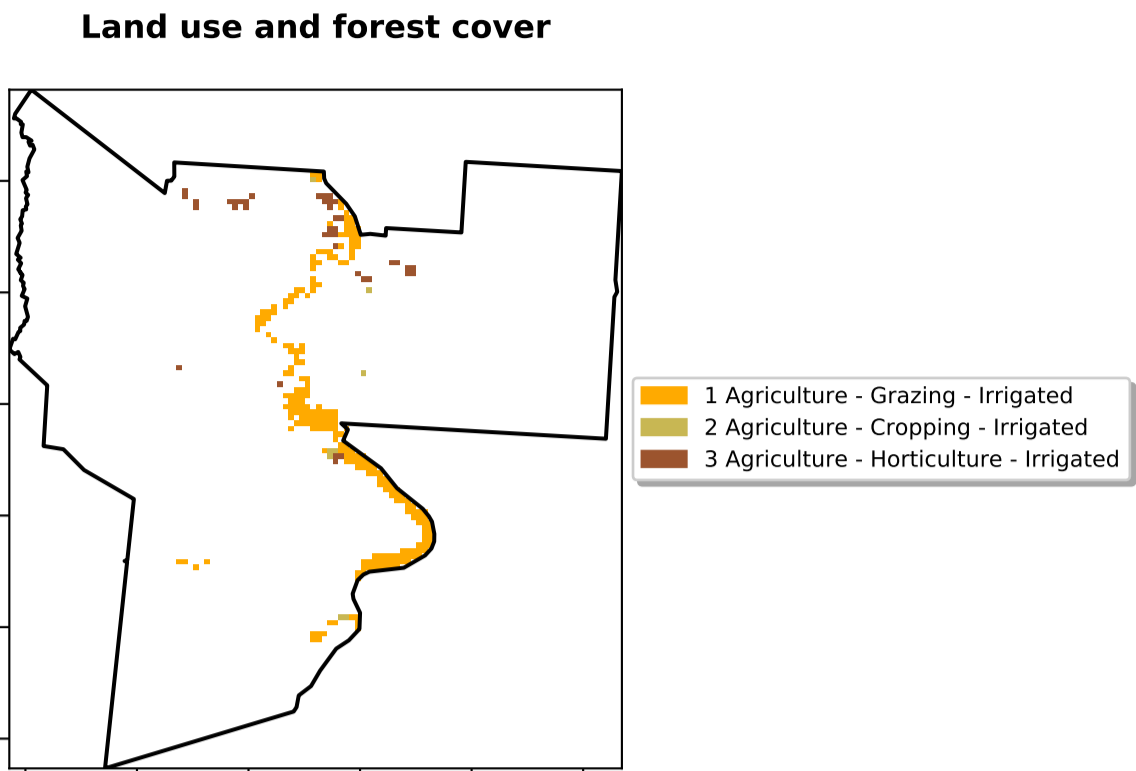 Land use and forest cover
1 Agriculture - Grazing - Irrigated
2 Agriculture - Cropping - Irrigated
3 Agriculture - Horticulture - Irrigated